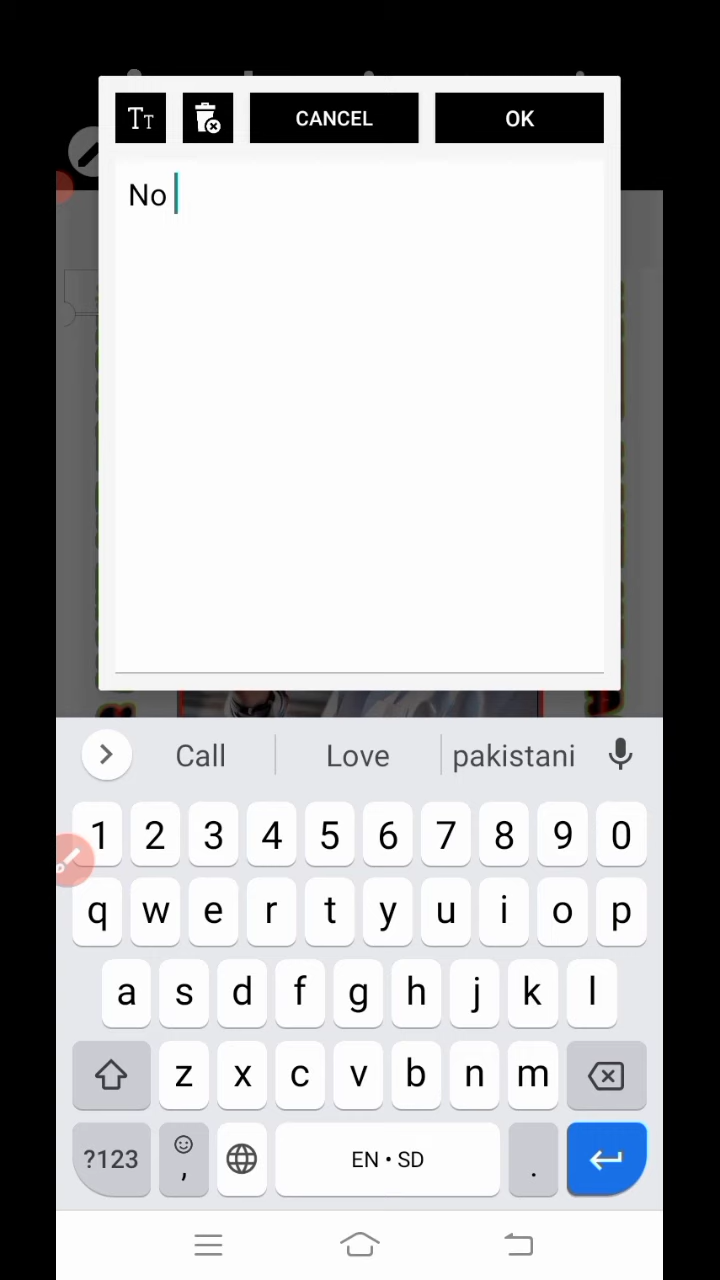 TT CANCEL OK
No
Call Love pakistani
1 2 3 4 5 6 7 8 9 0
q w e r t y u i o p
a s d f g h j k l
z x c v b n m
?123 , EN • SD .